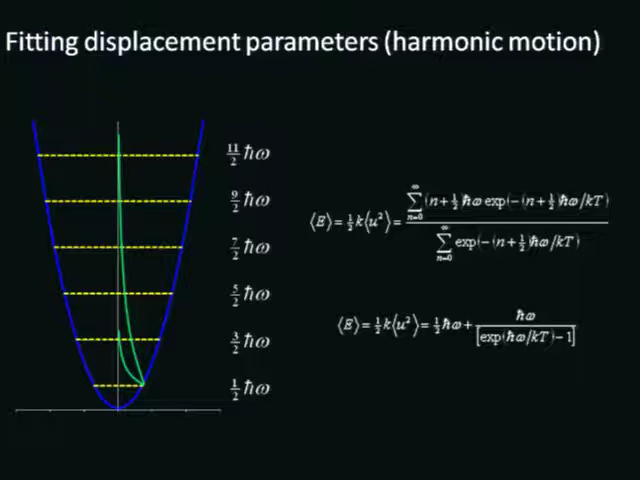 Fitting displacement parameters (harmonic motion)
11/2 ħω
9/2 ħω
7/2 ħω
5/2 ħω
3/2 ħω
1/2 ħω
⟨E⟩ = ½k⟨u²⟩ = ∑_{n=0}^{∞} (n+½)ħω exp(−(n+½)ħω/kT) / ∑_{n=0}^{∞} exp(−(n+½)ħω/kT)
⟨E⟩ = ½k⟨u²⟩ = ½ħω + ħω / [exp(ħω/kT)−1]